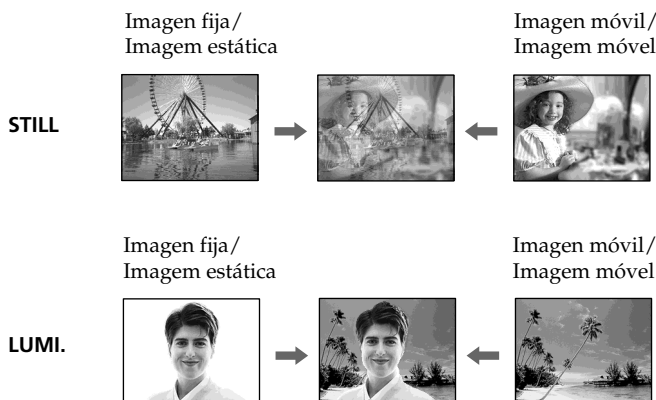 Imagen fija/
Imagem estática
Imagen móvil/
Imagem móvel
STILL
Imagen fija/
Imagem estática
Imagen móvil/
Imagem móvel
LUMI.